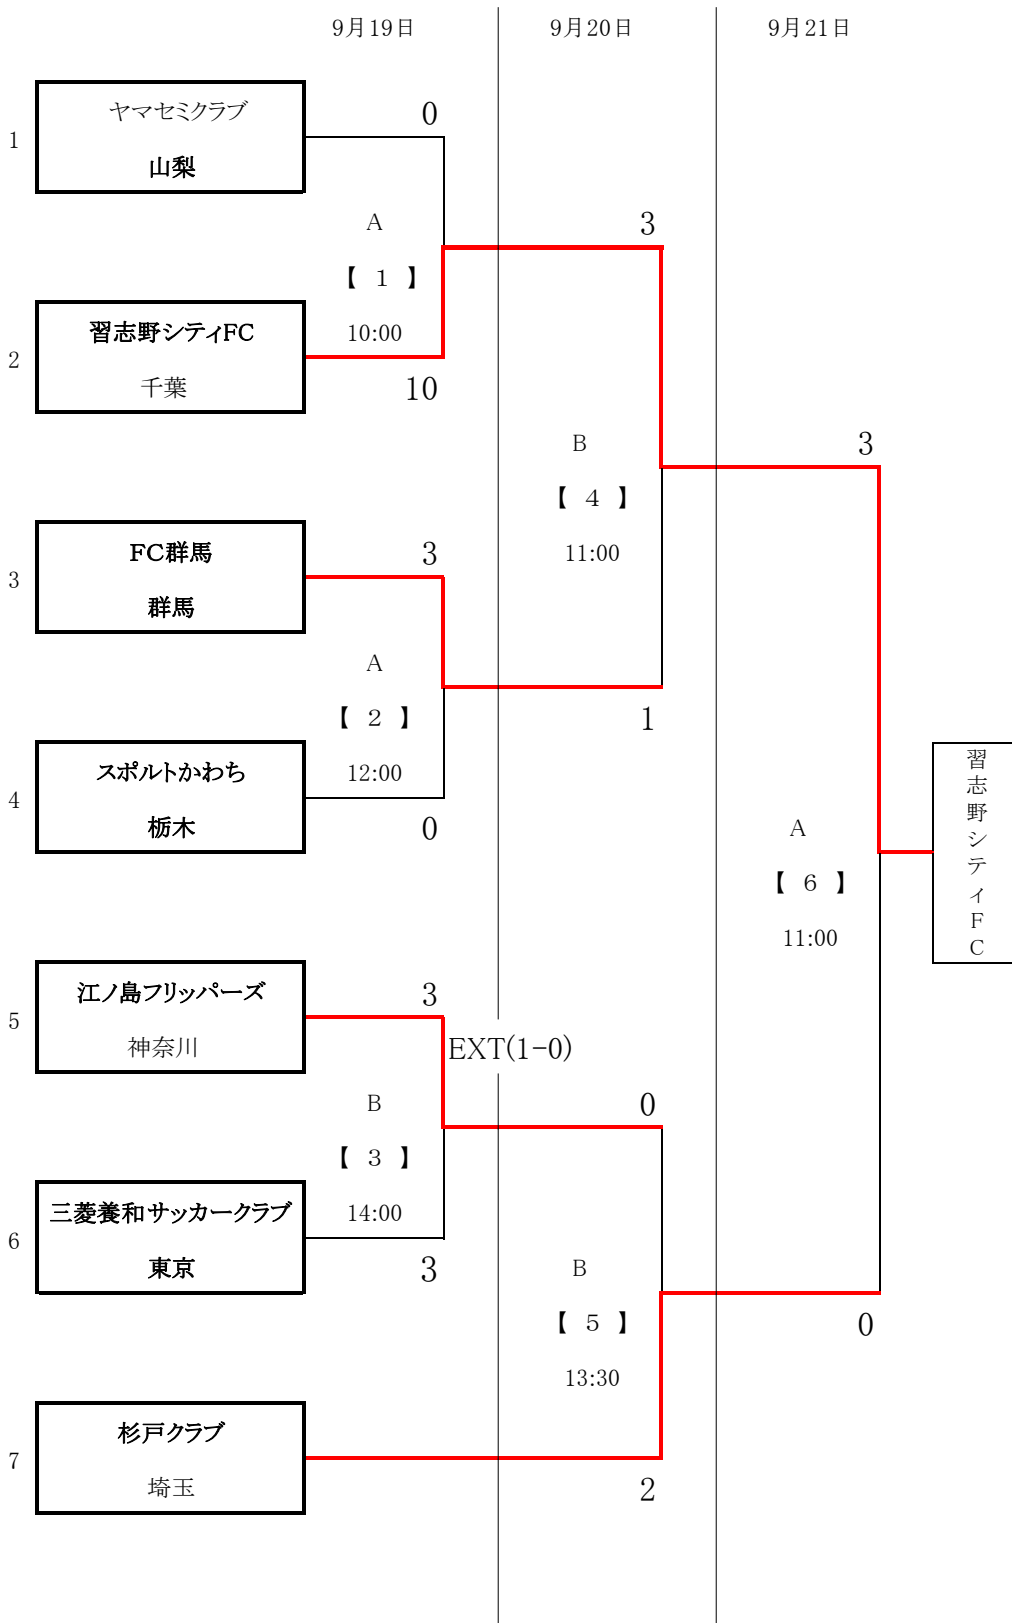 9月19日
9月20日
9月21日
ヤマセミクラブ
0
1
山梨
A
3
【 1 】
習志野シティFC
10:00
2
千葉
10
B
3
【 4 】
FC群馬
3
11:00
3
群馬
A
【 2 】
1
スポルトかわち
12:00
習志野シティFC
4
栃木
0
A
【 6 】
11:00
江ノ島フリッパーズ
3
5
神奈川
EXT(1-0)
B
0
【 3 】
三菱養和サッカークラブ
14:00
6
東京
3
B
【 5 】
0
13:30
杉戸クラブ
7
埼玉
2